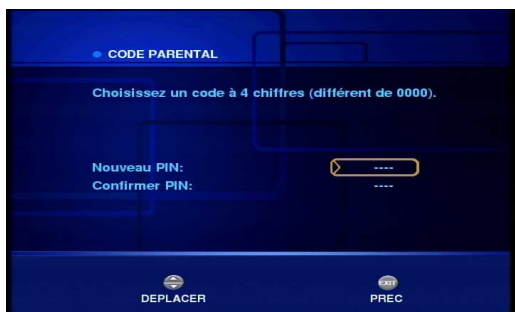 CODE PARENTAL
Choisissez un code à 4 chiffres (différent de 0000).
Nouveau PIN: ----
Confirmer PIN: ----
EXIT
DEPLACER PREC